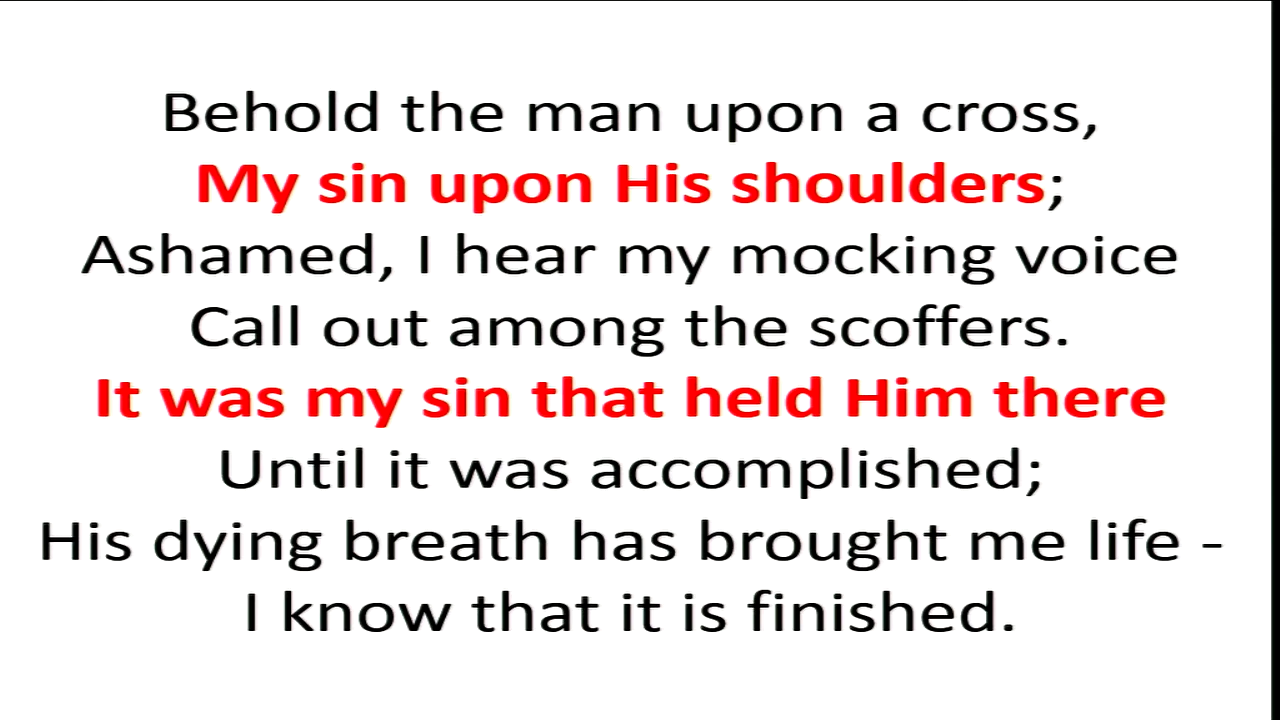 Behold the man upon a cross,
My sin upon His shoulders;
Ashamed, I hear my mocking voice
Call out among the scoffers.
It was my sin that held Him there
Until it was accomplished;
His dying breath has brought me life -
I know that it is finished.